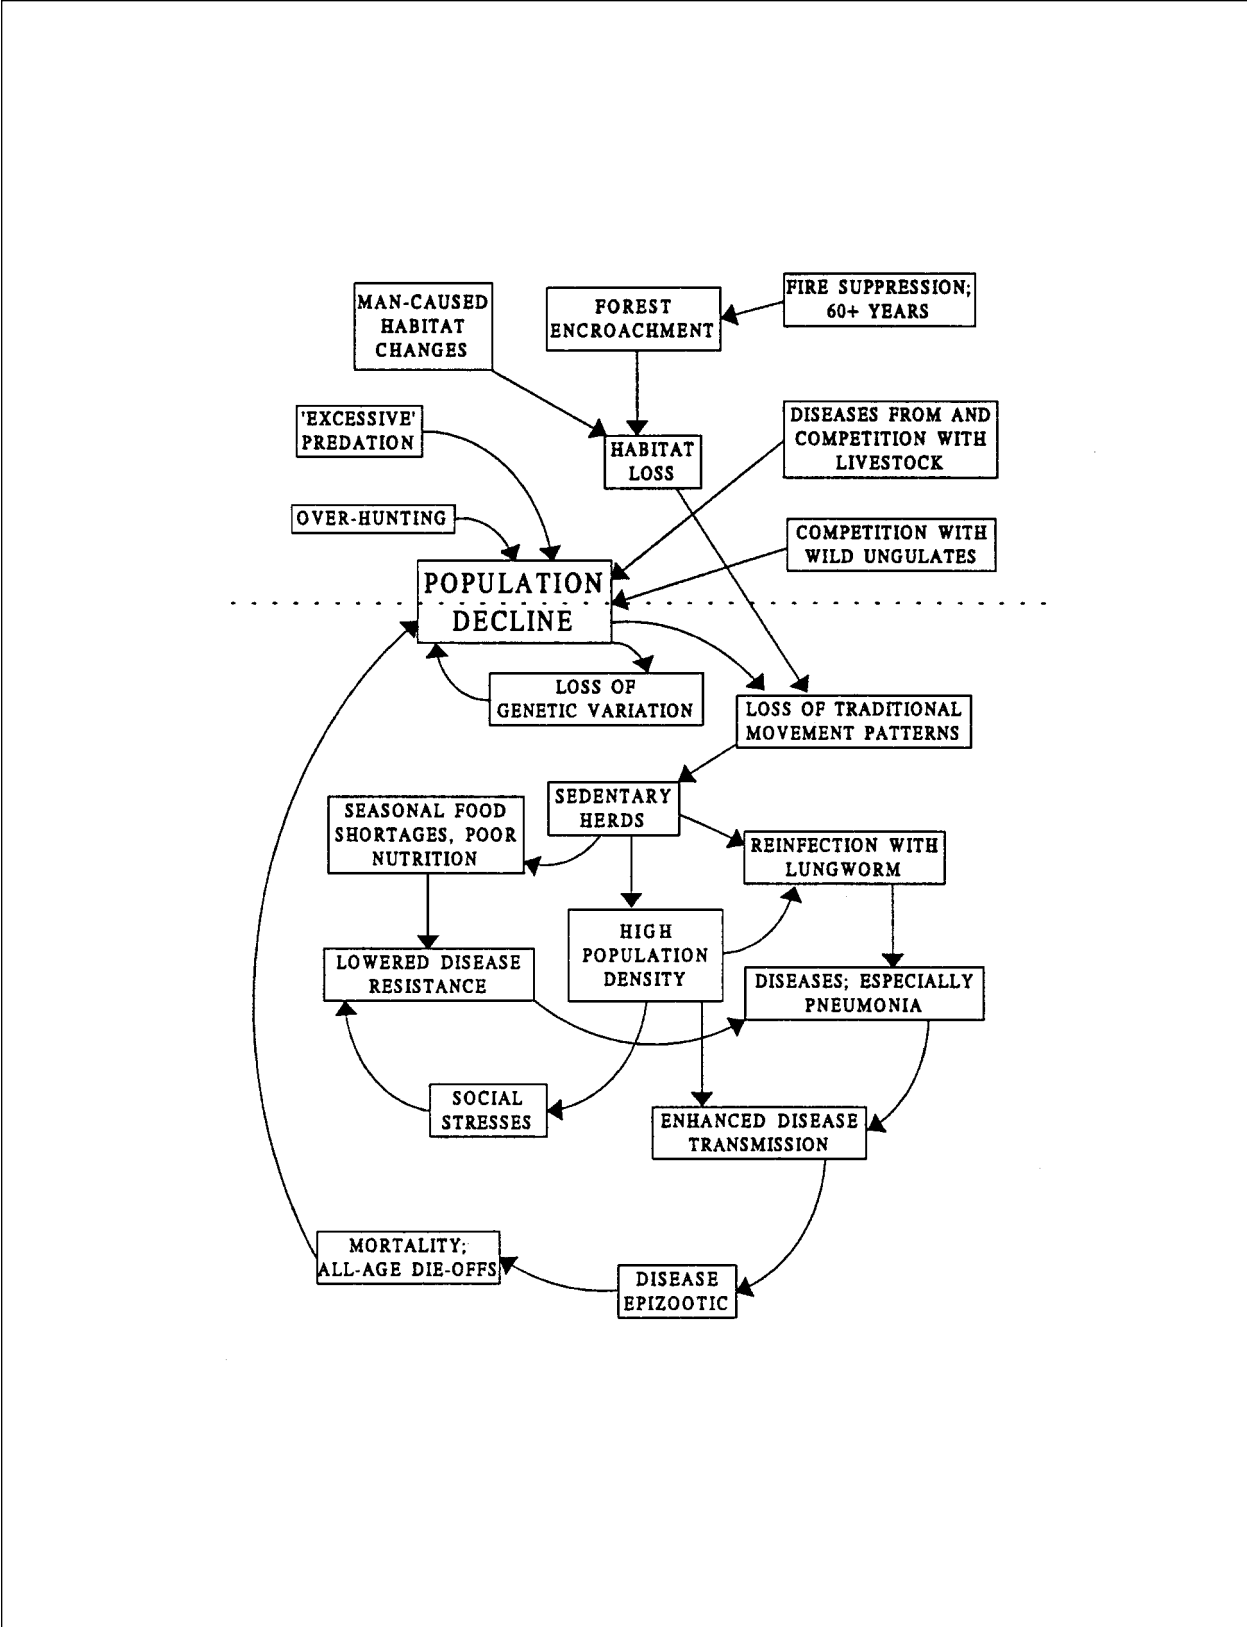 MAN-CAUSED
HABITAT
CHANGES
FOREST
ENCROACHMENT
FIRE SUPPRESSION;
60+ YEARS
'EXCESSIVE'
PREDATION
HABITAT
LOSS
DISEASES FROM AND
COMPETITION WITH
LIVESTOCK
OVER-HUNTING
COMPETITION WITH
WILD UNGULATES
POPULATION
DECLINE
LOSS OF
GENETIC VARIATION
LOSS OF TRADITIONAL
MOVEMENT PATTERNS
SEASONAL FOOD
SHORTAGES, POOR
NUTRITION
SEDENTARY
HERDS
REINFECTION WITH
LUNGWORM
HIGH
POPULATION
DENSITY
LOWERED DISEASE
RESISTANCE
DISEASES; ESPECIALLY
PNEUMONIA
SOCIAL
STRESSES
ENHANCED DISEASE
TRANSMISSION
MORTALITY;
ALL-AGE DIE-OFFS
DISEASE
EPIZOOTIC